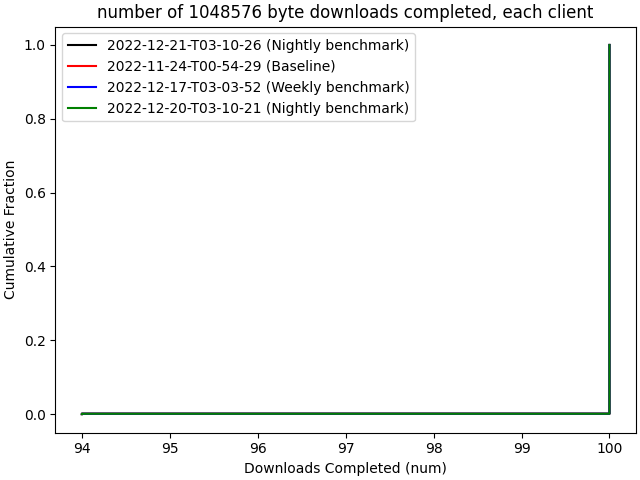 number of 1048576 byte downloads completed, each client
2022-12-21-T03-10-26 (Nightly benchmark)
2022-11-24-T00-54-29 (Baseline)
2022-12-17-T03-03-52 (Weekly benchmark)
2022-12-20-T03-10-21 (Nightly benchmark)
Cumulative Fraction
1.0
0.8
0.6
0.4
0.2
0.0
94 95 96 97 98 99 100
Downloads Completed (num)